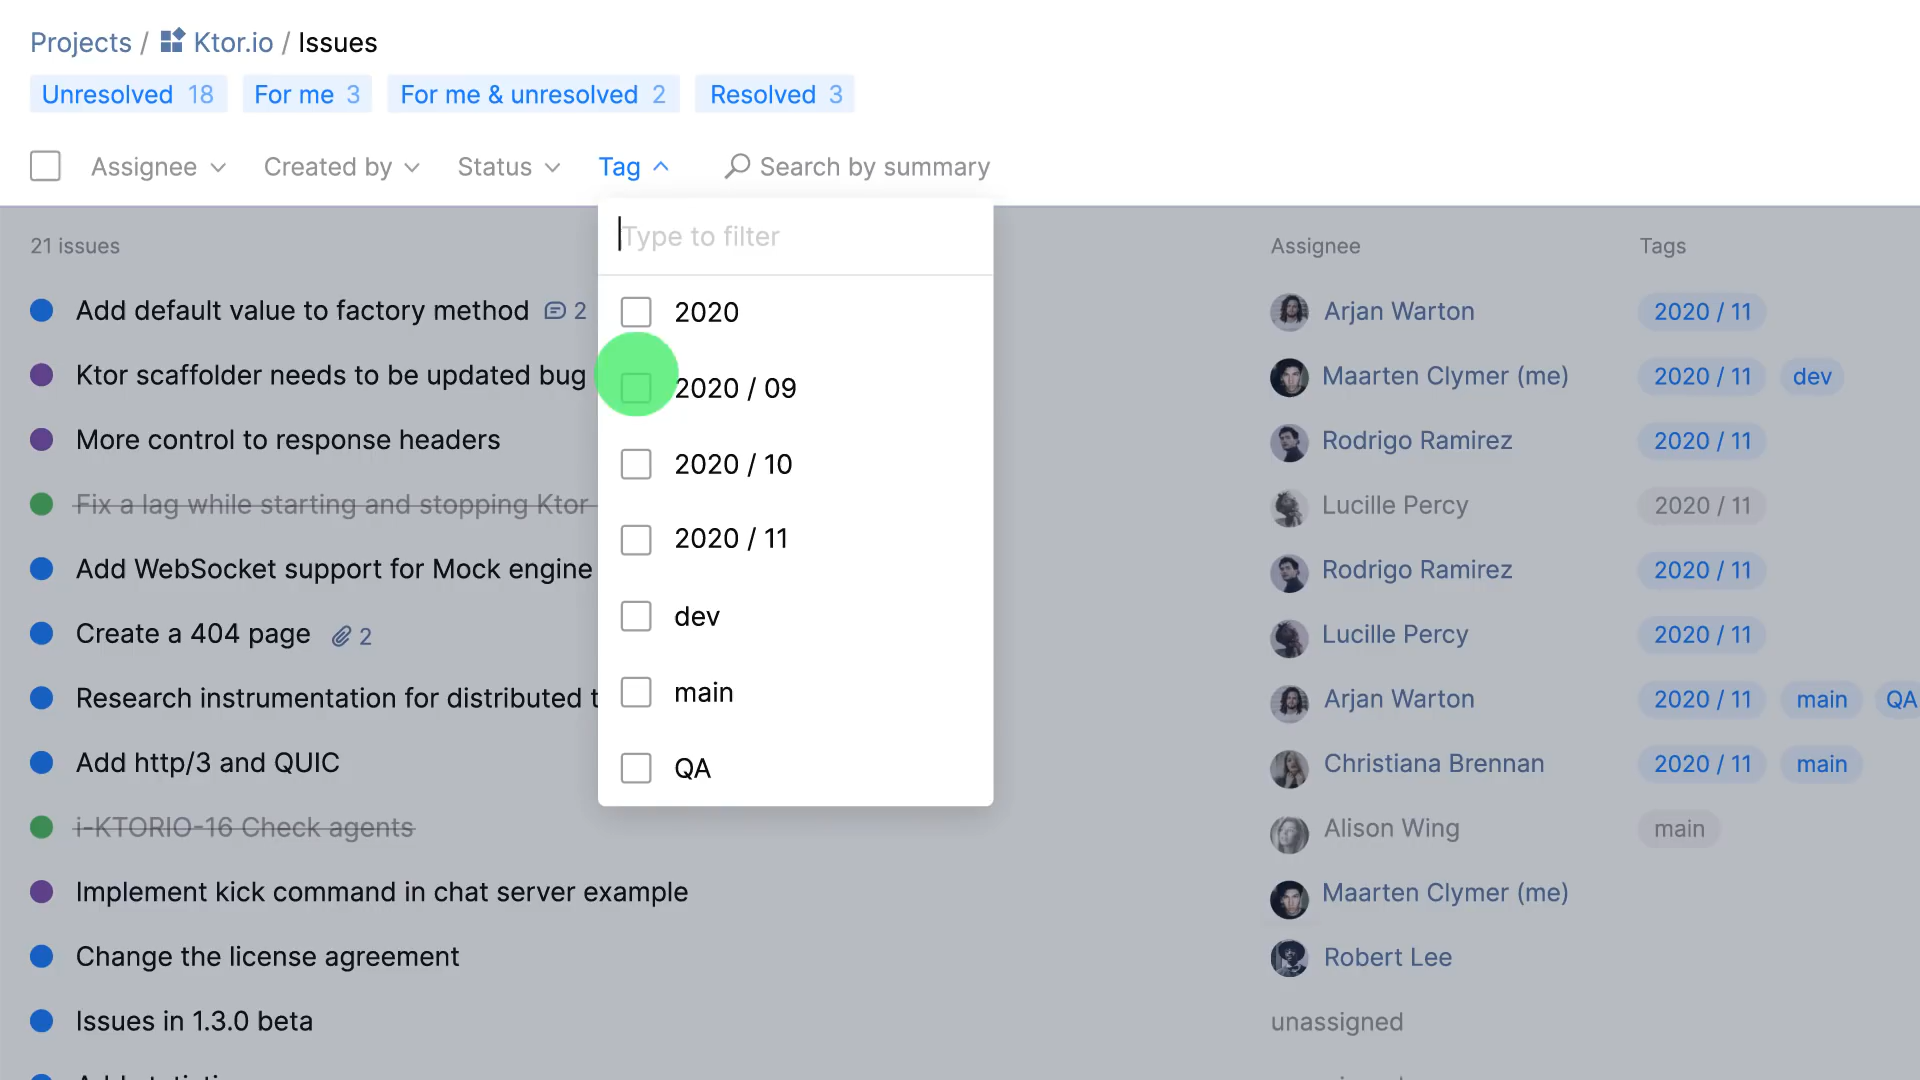 Projects / Ktor.io / Issues
Unresolved 18 For me 3 For me & unresolved 2 Resolved 3
Assignee Created by Status Tag Search by summary
Type to filter
21 issues Assignee Tags
2020
Add default value to factory method 2 Arjan Warton 2020 / 11
Ktor scaffolder needs to be updated bug Maarten Clymer (me) 2020 / 11 dev
2020 / 09
More control to response headers Rodrigo Ramirez 2020 / 11
2020 / 10
Fix a lag while starting and stopping Ktor Lucille Percy 2020 / 11
2020 / 11
Add WebSocket support for Mock engine Rodrigo Ramirez 2020 / 11
dev
Create a 404 page 2 Lucille Percy 2020 / 11
main
Research instrumentation for distributed t Arjan Warton 2020 / 11 main QA
QA
Add http/3 and QUIC Christiana Brennan 2020 / 11 main
i-KTORIO-16 Check agents Alison Wing main
Implement kick command in chat server example Maarten Clymer (me)
Change the license agreement Robert Lee
Issues in 1.3.0 beta unassigned